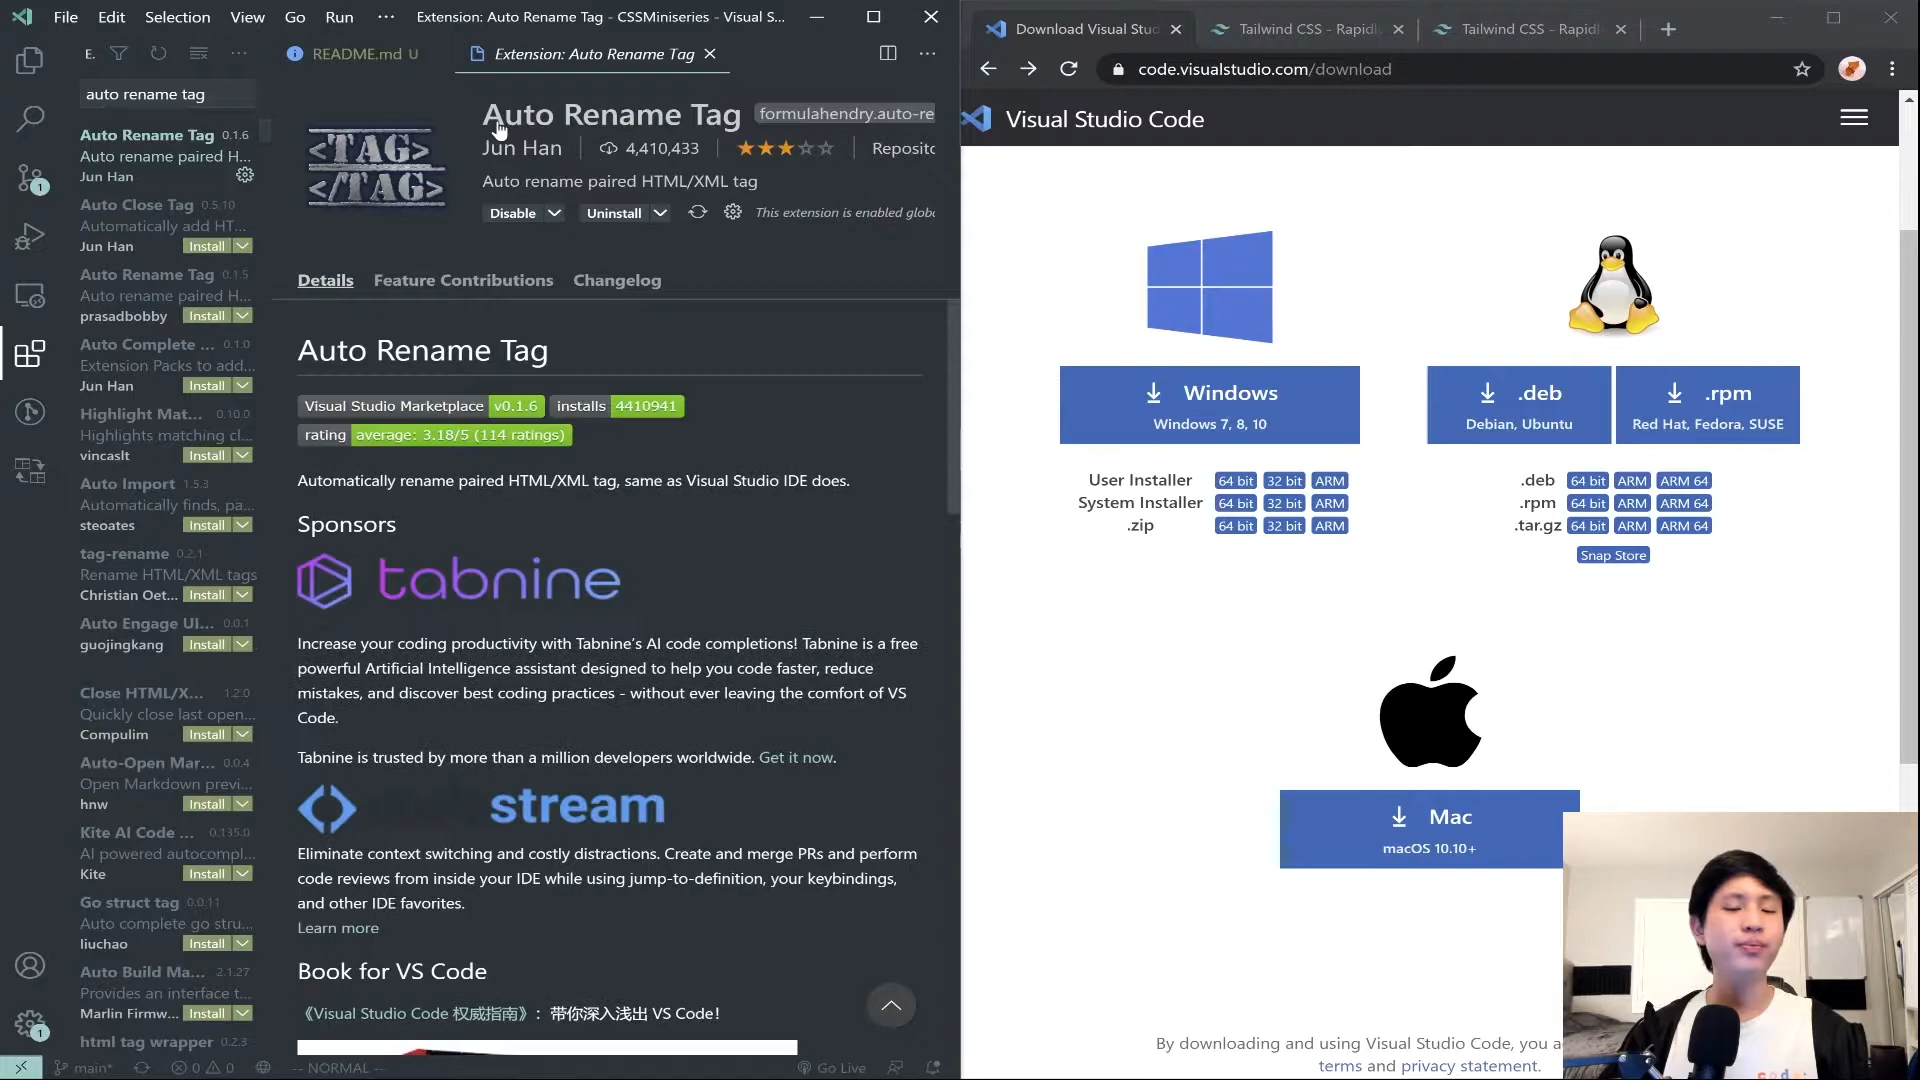 File Edit Selection View Go Run ··· Extension: Auto Rename Tag - CSSMiniseries - Visual S...
E.
README.md U
Extension: Auto Rename Tag
auto rename tag
Auto Rename Tag 0.1.6
Auto rename paired H...
Jun Han
Auto Close Tag 0.5.10
Automatically add HT...
Jun Han Install
Auto Rename Tag 0.1.5
Auto rename paired H...
prasadbobby Install
Auto Complete ... 0.1.0
Extension Packs to add...
Jun Han Install
Highlight Mat... 0.10.0
Highlights matching cl...
vincaslt Install
Auto Import 1.5.3
Automatically finds, pa...
steoates Install
tag-rename 0.2.1
Rename HTML/XML tags
Christian Oet... Install
Auto Engage UI... 0.0.1
guojingkang Install
Close HTML/X... 1.2.0
Quickly close last open...
Compulim Install
Auto-Open Mar... 0.0.4
Open Markdown previ...
hnw Install
Kite AI Code ... 0.135.0
AI powered autocompl...
Kite Install
Go struct tag 0.0.11
Auto complete go stru...
liuchao Install
Auto Build Ma... 2.1.27
Provides an interface t...
Marlin Firmw... Install
html tag wrapper 0.2.3
1
1
main*
0 0
-- NORMAL --
Go Live
<TAG>
</TAG>
Auto Rename Tag formulahendry.auto-re
Jun Han 4,410,433 Reposito
Auto rename paired HTML/XML tag
Disable Uninstall This extension is enabled globa
Details Feature Contributions Changelog
Auto Rename Tag
Visual Studio Marketplace v0.1.6 installs 4410941
rating average: 3.18/5 (114 ratings)
Automatically rename paired HTML/XML tag, same as Visual Studio IDE does.
Sponsors
tabnine
Increase your coding productivity with Tabnine’s AI code completions! Tabnine is a free
powerful Artificial Intelligence assistant designed to help you code faster, reduce
mistakes, and discover best coding practices - without ever leaving the comfort of VS
Code.
Tabnine is trusted by more than a million developers worldwide. Get it now.
stream
Eliminate context switching and costly distractions. Create and merge PRs and perform
code reviews from inside your IDE while using jump-to-definition, your keybindings,
and other IDE favorites.
Learn more
Book for VS Code
《Visual Studio Code 权威指南》：带你深入浅出 VS Code!
Download Visual Stud
Tailwind CSS - Rapidl
Tailwind CSS - Rapidl
code.visualstudio.com/download
Visual Studio Code
Windows
Windows 7, 8, 10
.deb
Debian, Ubuntu
.rpm
Red Hat, Fedora, SUSE
User Installer 64 bit 32 bit ARM
System Installer 64 bit 32 bit ARM
.zip 64 bit 32 bit ARM
.deb 64 bit ARM ARM 64
.rpm 64 bit ARM ARM 64
.tar.gz 64 bit ARM ARM 64
Snap Store
Mac
macOS 10.10+
By downloading and using Visual Studio Code, you a
terms and privacy statement.